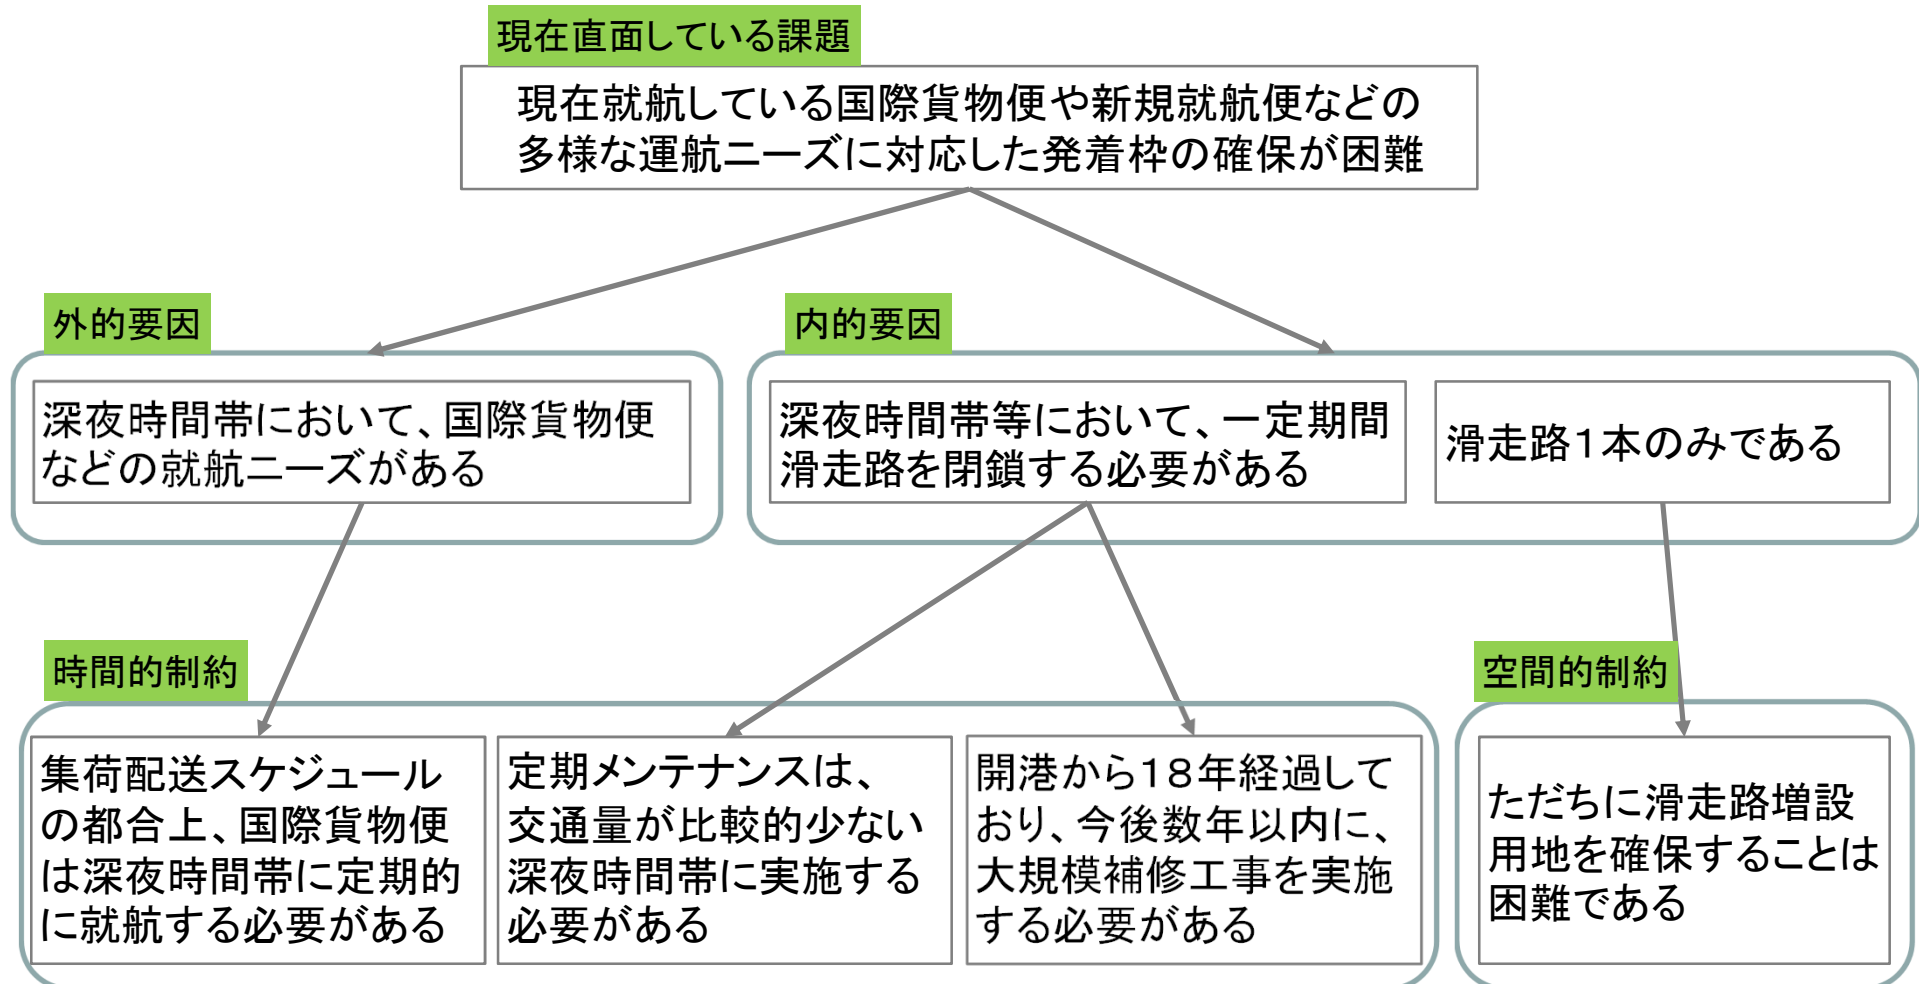 現在直面している課題
現在就航している国際貨物便や新規就航便などの
多様な運航ニーズに対応した発着枠の確保が困難
外的要因
深夜時間帯において、国際貨物便
などの就航ニーズがある
内的要因
深夜時間帯等において、一定期間
滑走路を閉鎖する必要がある
滑走路1本のみである
時間的制約
集荷配送スケジュール
の都合上、国際貨物便
は深夜時間帯に定期的
に就航する必要がある
定期メンテナンスは、
交通量が比較的少ない
深夜時間帯に実施する
必要がある
開港から18年経過して
おり、今後数年以内に、
大規模補修工事を実施
する必要がある
空間的制約
ただちに滑走路増設
用地を確保することは
困難である